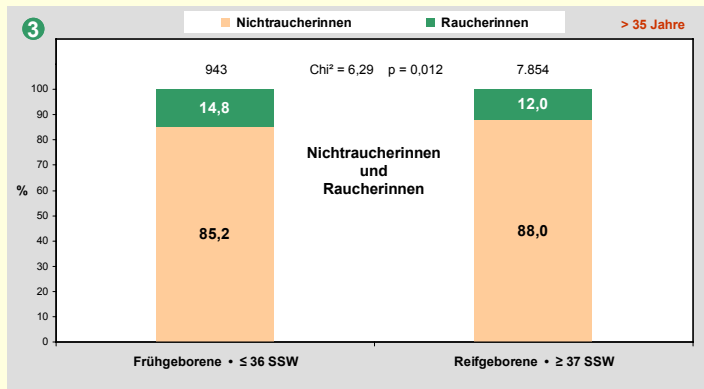 3
Nichtraucherinnen Raucherinnen
> 35 Jahre
943 Chi² = 6,29 p = 0,012 7.854
100
90
80
70
60
50
40
30
20
10
0
%
14,8
12,0
Nichtraucherinnen
und
Raucherinnen
85,2
88,0
Frühgeborene • ≤ 36 SSW
Reifgeborene • ≥ 37 SSW